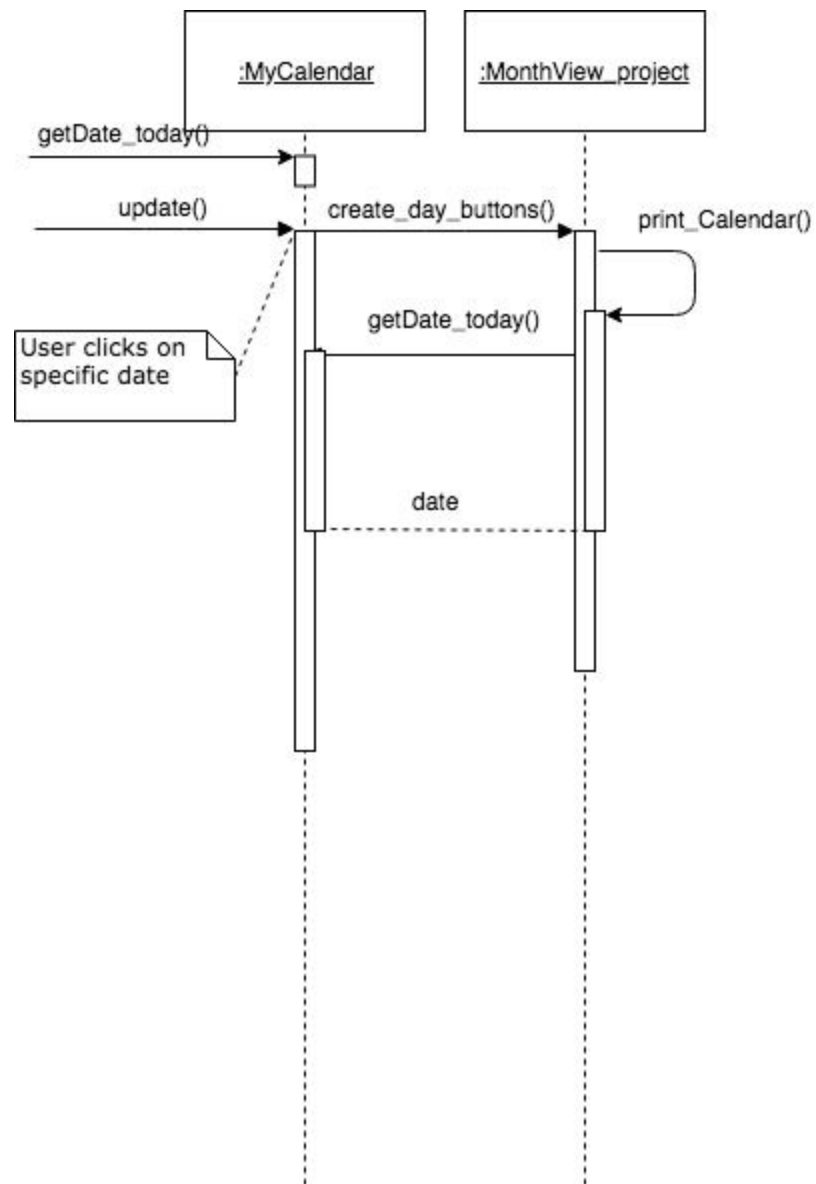 :MyCalendar
:MonthView_project
getDate_today()
update()
create_day_buttons()
print_Calendar()
getDate_today()
User clicks on
specific date
date